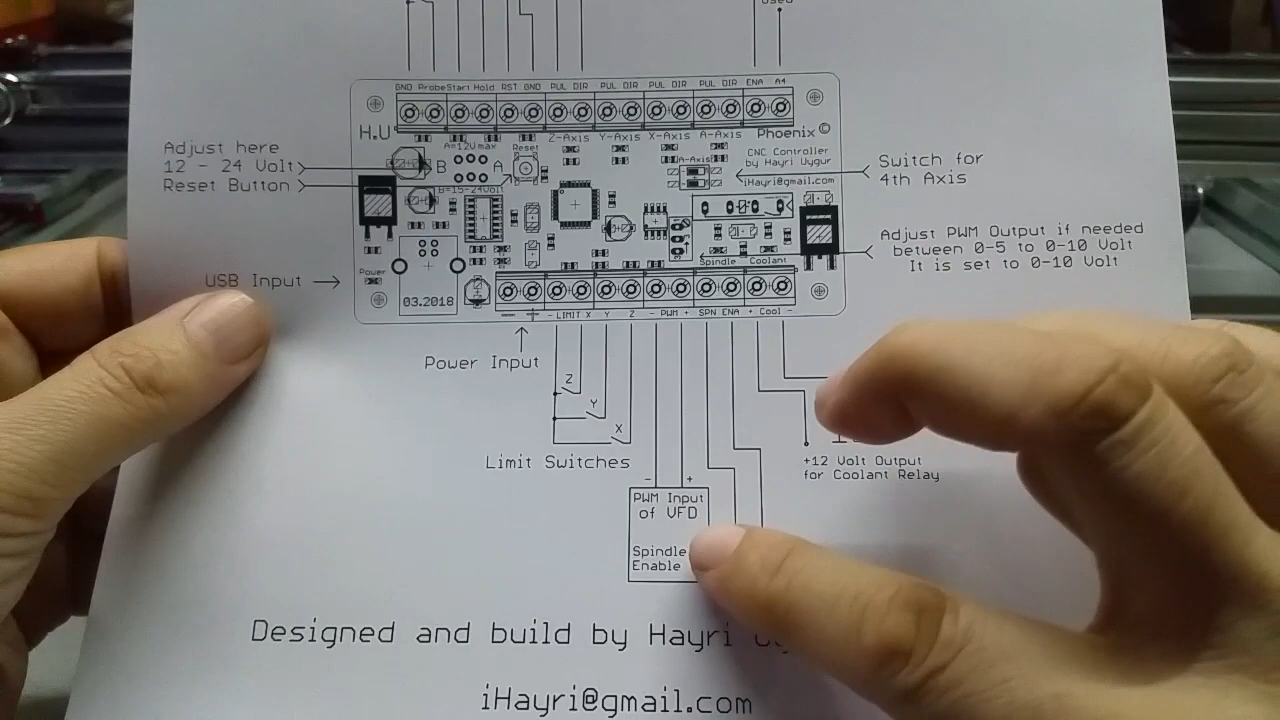 used
GND Probe Start Hold RST GND PUL DIR PUL DIR PUL DIR PUL DIR ENA A4
Z-Axis Y-Axis X-Axis A-Axis
H.U
Phoenix©
A=12V max
Reset
B A
B=15-24Volt
A-Axis
CNC Controller
by Hayri Uygur
iHayri@gmail.com
Adjust here
12 - 24 Volt
Reset Button
Switch for
4th Axis
Adjust PWM Output if needed
between 0-5 to 0-10 Volt
It is set to 0-10 Volt
USB Input
Power
03.2018
Spindle Coolant
- + - LIMIT X Y Z - PWM + SPN ENA + Cool -
Power Input
Z
Y
X
Limit Switches
+12 Volt Output
for Coolant Relay
- +
PWM Input
of VFD
Spindle
Enable
Designed and build by Hayri
iHayri@gmail.com